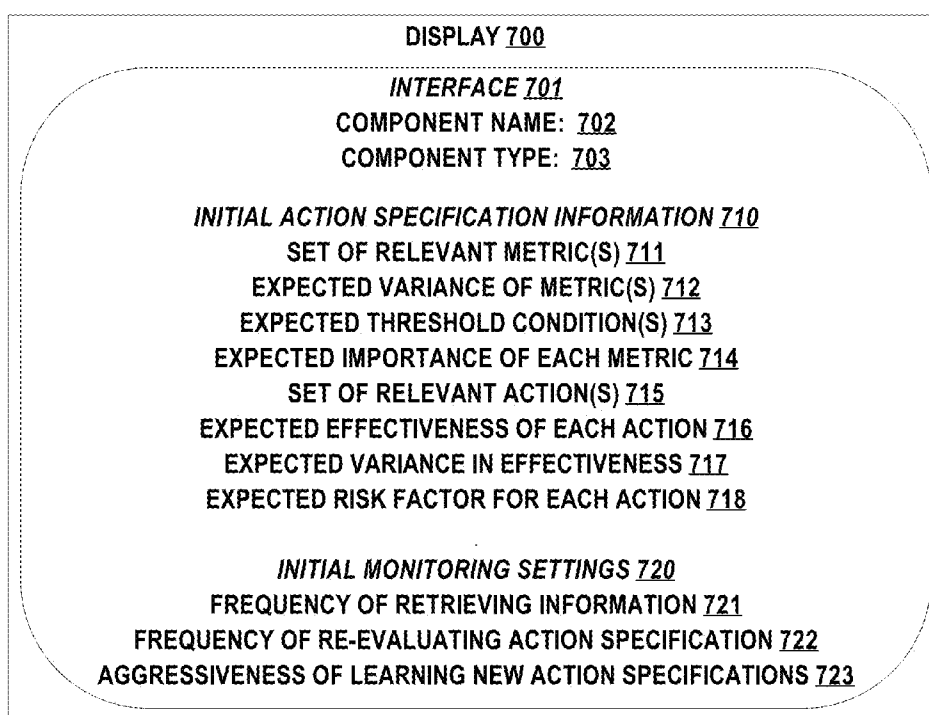 DISPLAY 700
INTERFACE 701
COMPONENT NAME: 702
COMPONENT TYPE: 703
INITIAL ACTION SPECIFICATION INFORMATION 710
SET OF RELEVANT METRIC(S) 711
EXPECTED VARIANCE OF METRIC(S) 712
EXPECTED THRESHOLD CONDITION(S) 713
EXPECTED IMPORTANCE OF EACH METRIC 714
SET OF RELEVANT ACTION(S) 715
EXPECTED EFFECTIVENESS OF EACH ACTION 716
EXPECTED VARIANCE IN EFFECTIVENESS 717
EXPECTED RISK FACTOR FOR EACH ACTION 718
INITIAL MONITORING SETTINGS 720
FREQUENCY OF RETRIEVING INFORMATION 721
FREQUENCY OF RE-EVALUATING ACTION SPECIFICATION 722
AGGRESSIVENESS OF LEARNING NEW ACTION SPECIFICATIONS 723